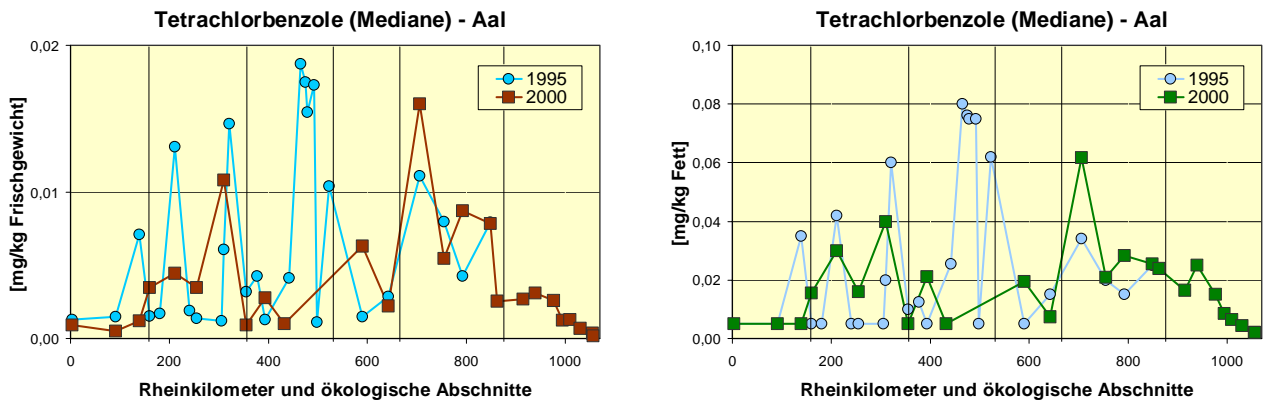 Tetrachlorbenzole (Mediane) - Aal
0,02
0,01
0,00
[mg/kg Frischgewicht]
1995
2000
0 200 400 600 800 1000
Rheinkilometer und ökologische Abschnitte
Tetrachlorbenzole (Mediane) - Aal
0,10
0,08
0,06
0,04
0,02
0,00
[mg/kg Fett]
1995
2000
0 200 400 600 800 1000
Rheinkilometer und ökologische Abschnitte